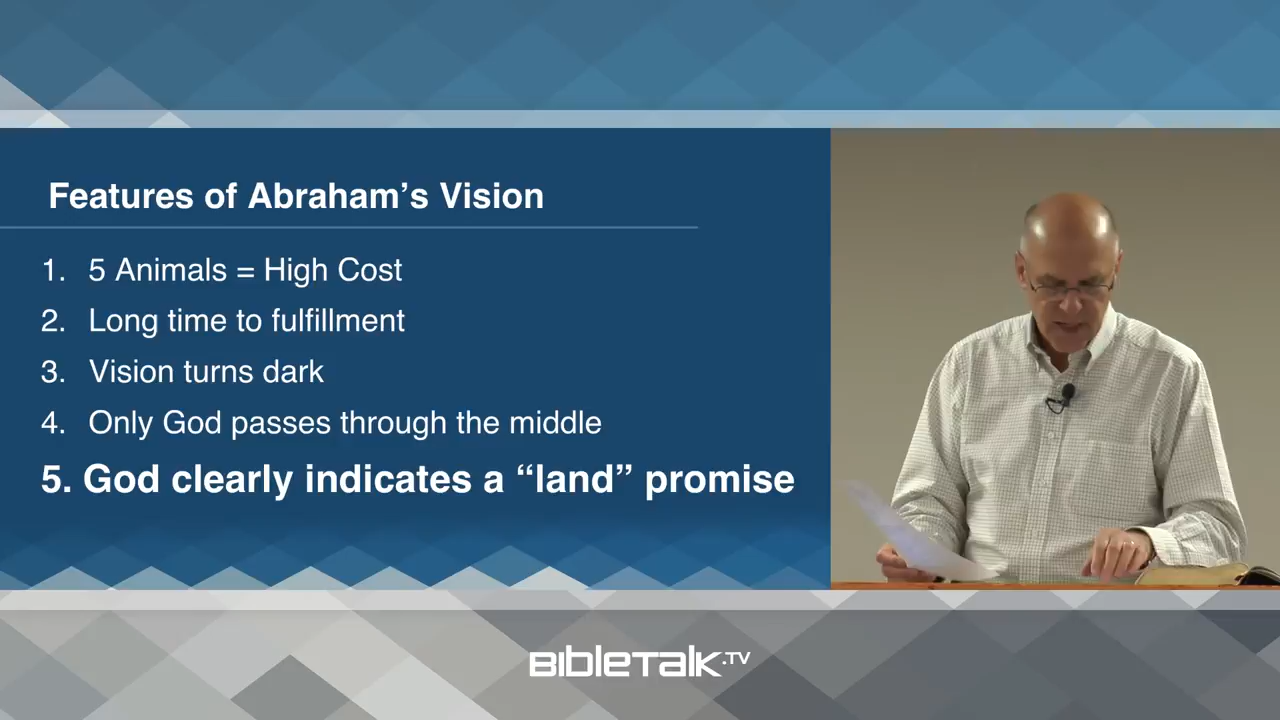 Features of Abraham’s Vision
1. 5 Animals = High Cost
2. Long time to fulfillment
3. Vision turns dark
4. Only God passes through the middle
5. God clearly indicates a “land” promise
BIBLETALK.TV